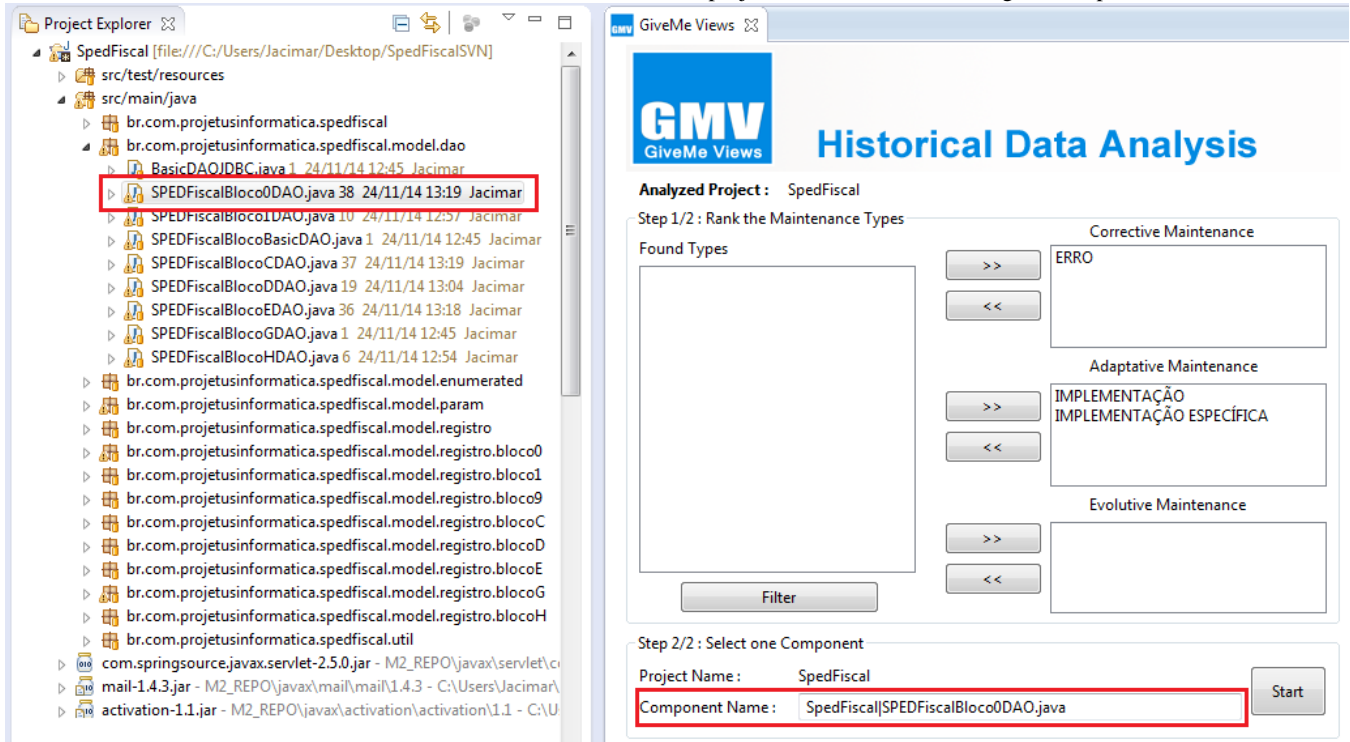 Project Explorer
SpedFiscal [file:///C:/Users/Jacimar/Desktop/SpedFiscalSVN]
src/test/resources
src/main/java
br.com.projetusinformatica.spedfiscal
br.com.projetusinformatica.spedfiscal.model.dao
BasicDAOJDBC.java 1 24/11/14 12:45 Jacimar
SPEDFiscalBloco0DAO.java 38 24/11/14 13:19 Jacimar
SPEDFiscalBloco1DAO.java 10 24/11/14 12:57 Jacimar
SPEDFiscalBlocoBasicDAO.java 1 24/11/14 12:45 Jacimar
SPEDFiscalBlocoCDAO.java 37 24/11/14 13:19 Jacimar
SPEDFiscalBlocoDDAO.java 19 24/11/14 13:04 Jacimar
SPEDFiscalBlocoEDAO.java 36 24/11/14 13:18 Jacimar
SPEDFiscalBlocoGDAO.java 1 24/11/14 12:45 Jacimar
SPEDFiscalBlocoHDAO.java 6 24/11/14 12:54 Jacimar
br.com.projetusinformatica.spedfiscal.model.enumerated
br.com.projetusinformatica.spedfiscal.model.param
br.com.projetusinformatica.spedfiscal.model.registro
br.com.projetusinformatica.spedfiscal.model.registro.bloco0
br.com.projetusinformatica.spedfiscal.model.registro.bloco1
br.com.projetusinformatica.spedfiscal.model.registro.bloco9
br.com.projetusinformatica.spedfiscal.model.registro.blocoC
br.com.projetusinformatica.spedfiscal.model.registro.blocoD
br.com.projetusinformatica.spedfiscal.model.registro.blocoE
br.com.projetusinformatica.spedfiscal.model.registro.blocoG
br.com.projetusinformatica.spedfiscal.model.registro.blocoH
br.com.projetusinformatica.spedfiscal.util
com.springsource.javax.servlet-2.5.0.jar - M2_REPO\javax\servlet\c
mail-1.4.3.jar - M2_REPO\javax\mail\mail\1.4.3 - C:\Users\Jacimar\
activation-1.1.jar - M2_REPO\javax\activation\activation\1.1 - C:\U
GMV GiveMe Views
GMV
GiveMe Views
Historical Data Analysis
Analyzed Project : SpedFiscal
Step 1/2 : Rank the Maintenance Types
Found Types
Filter
Corrective Maintenance
>>
<<
ERRO
Adaptative Maintenance
>>
<<
IMPLEMENTAÇÃO
IMPLEMENTAÇÃO ESPECÍFICA
Evolutive Maintenance
>>
<<
Step 2/2 : Select one Component
Project Name : SpedFiscal
Component Name : SpedFiscal|SPEDFiscalBloco0DAO.java
Start